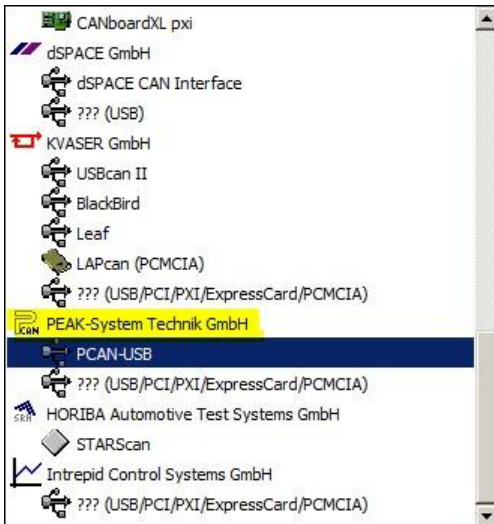 CANboardXL pxi
dSPACE GmbH
dSPACE CAN Interface
??? (USB)
KVASER GmbH
USBcan II
BlackBird
Leaf
LAPcan (PCMCIA)
??? (USB/PCI/PXI/ExpressCard/PCMCIA)
PCAN PEAK-System Technik GmbH
PCAN-USB
??? (USB/PCI/PXI/ExpressCard/PCMCIA)
SRH HORIBA Automotive Test Systems GmbH
STARScan
Intrepid Control Systems GmbH
??? (USB/PCI/PXI/ExpressCard/PCMCIA)